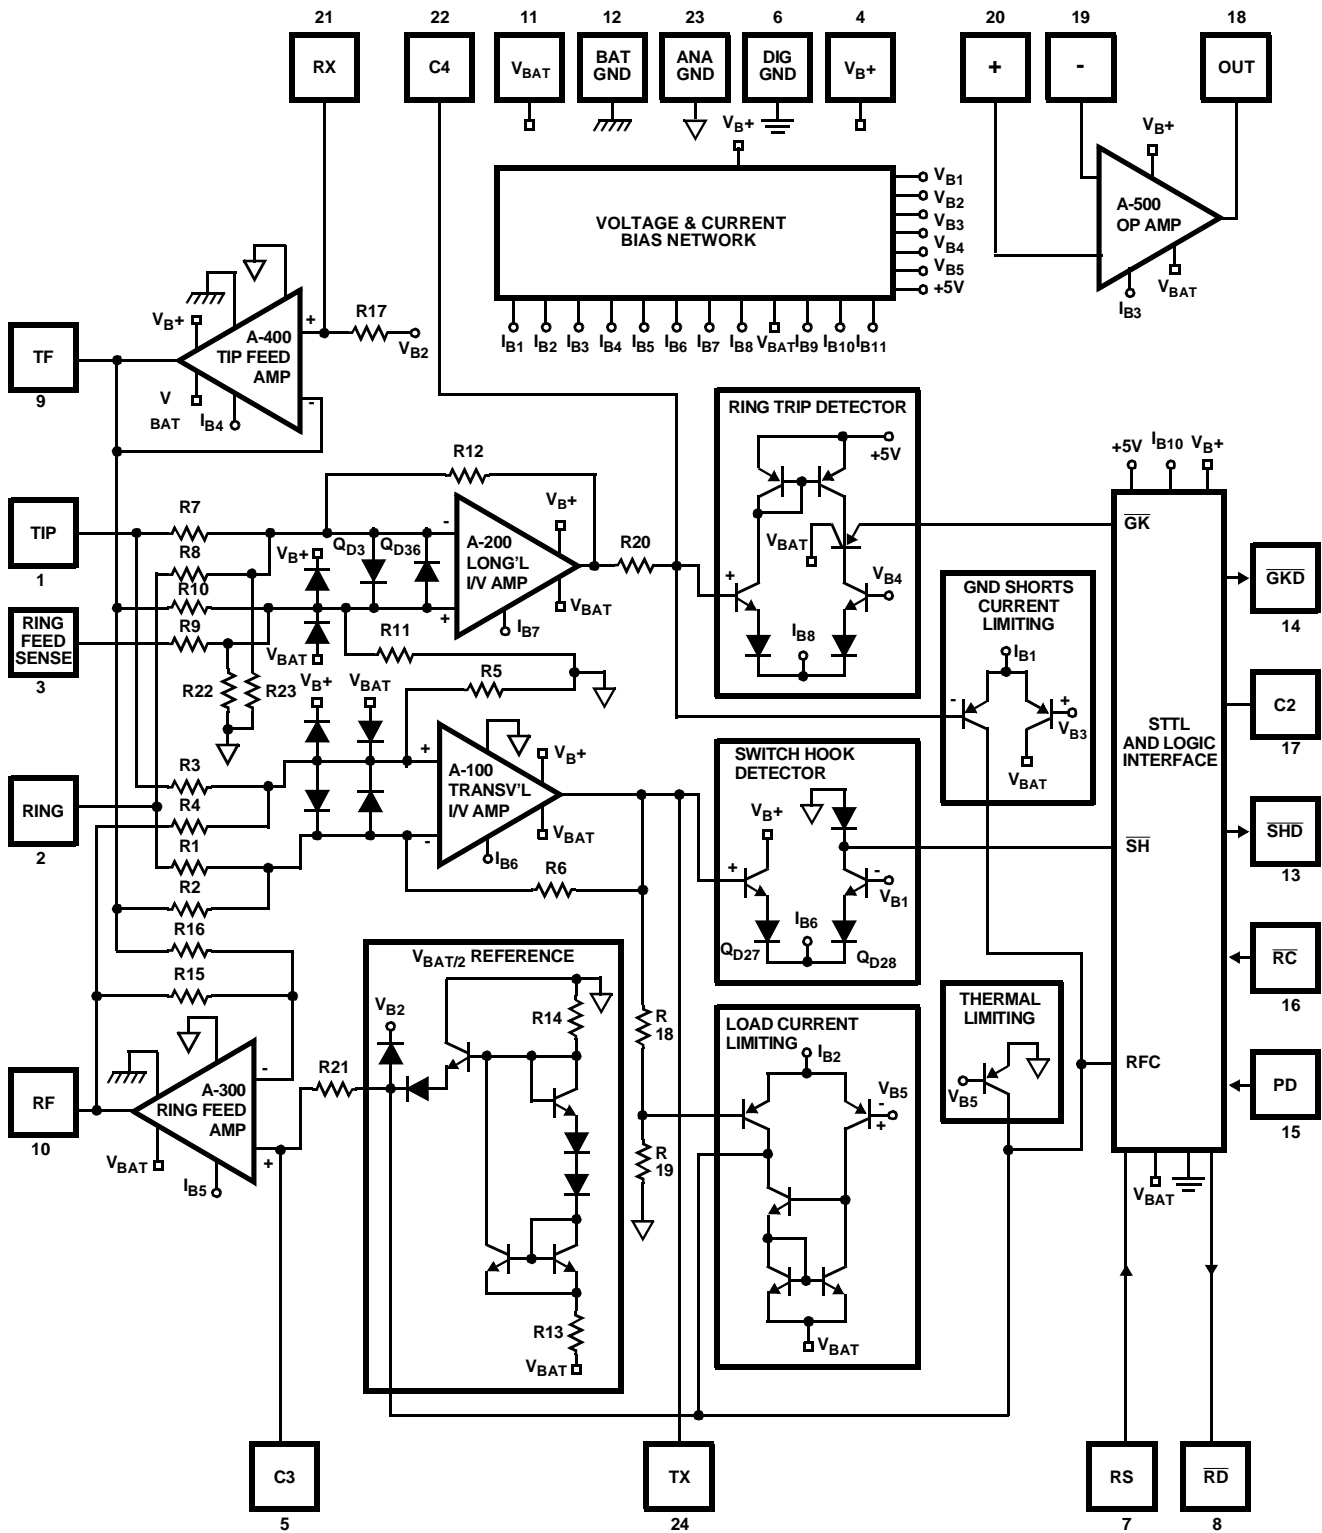 21 22 11 12 23 6 4 20 19 18
RX C4 VBAT BAT GND ANA GND DIG GND VB+ + - OUT
VB+
VOLTAGE & CURRENT
BIAS NETWORK
VB1
VB2
VB3
VB4
VB5
+5V
IB1 IB2 IB3 IB4 IB5 IB6 IB7 IB8 VBAT IB9 IB10 IB11
VB+
A-500
OP AMP
VBAT
IB3
TF
9
VB+
A-400
TIP FEED
AMP
+
-
V
BAT
IB4
R17
VB2
RING TRIP DETECTOR
+5V
VBAT
VB4
+
IB8
R12
TIP
1
R7
R8
R10
R9
RING
FEED
SENSE
3
VB+
QD3
QD36
VBAT
-
+
A-200
LONG'L
I/V AMP
VB+
VBAT
IB7
R20
R11
R5
R22
R23
VB+
VBAT
RING
2
R3
R4
R1
R2
R16
R15
+
-
A-100
TRANSV'L
I/V AMP
VB+
VBAT
IB6
R6
SWITCH HOOK
DETECTOR
VB+
+
-
VB1
IB6
QD27
QD28
GND SHORTS
CURRENT
LIMITING
IB1
-
+
VB3
VBAT
+5V IB10 VB+
G̅K̅
STTL
AND LOGIC
INTERFACE
S̅H̅
RFC
VBAT
G̅K̅D̅
14
C2
17
S̅H̅D̅
13
R̅C̅
16
PD
15
RF
10
A-300
RING FEED
AMP
-
+
VBAT
IB5
R21
VBAT/2 REFERENCE
VB2
R14
R13
VBAT
R
18
R
19
LOAD CURRENT
LIMITING
IB2
VB5
-
+
VBAT
THERMAL
LIMITING
VB5
C3
5
TX
24
RS
7
R̅D̅
8